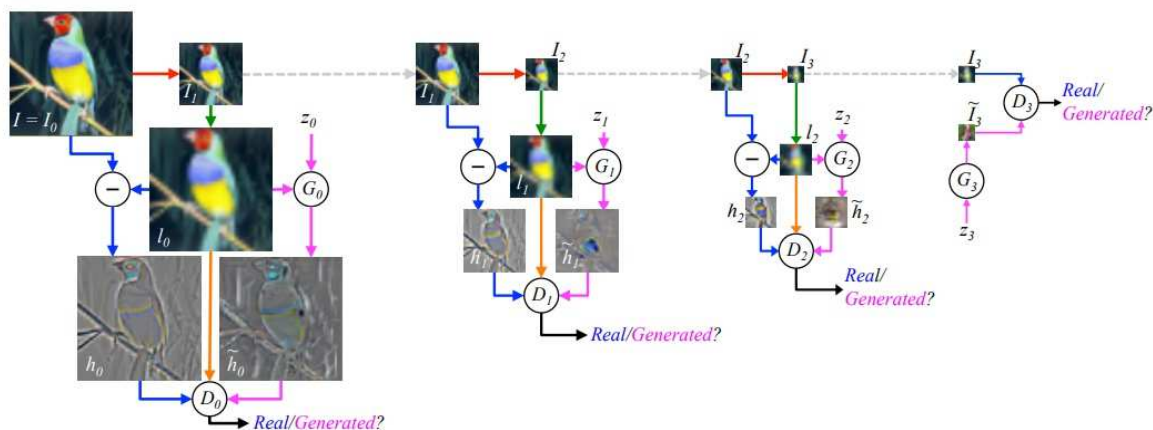 I = I₀
I₁
l₀
z₀
−
G₀
h₀
h̃₀
D₀
Real/Generated?
I₁
I₂
l₁
z₁
−
G₁
h₁
h̃₁
D₁
Real/Generated?
I₂
I₃
l₂
z₂
−
G₂
h₂
h̃₂
D₂
Real/
Generated?
I₃
Ĩ₃
D₃
Real/
Generated?
G₃
z₃